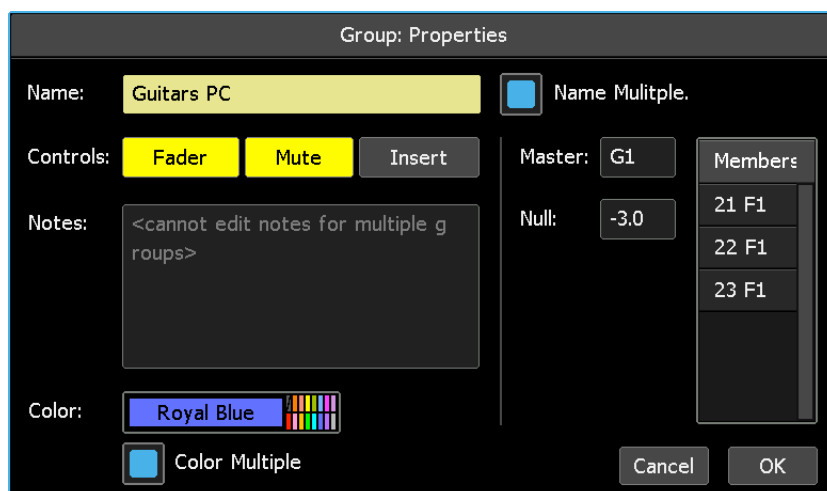 Group: Properties
Name:
Guitars PC
Name Mulitple.
Controls:
Fader
Mute
Insert
Master:
G1
Members
Notes:
<cannot edit notes for multiple g
roups>
Null:
-3.0
21 F1
22 F1
23 F1
Color:
Royal Blue
Color Multiple
Cancel
OK